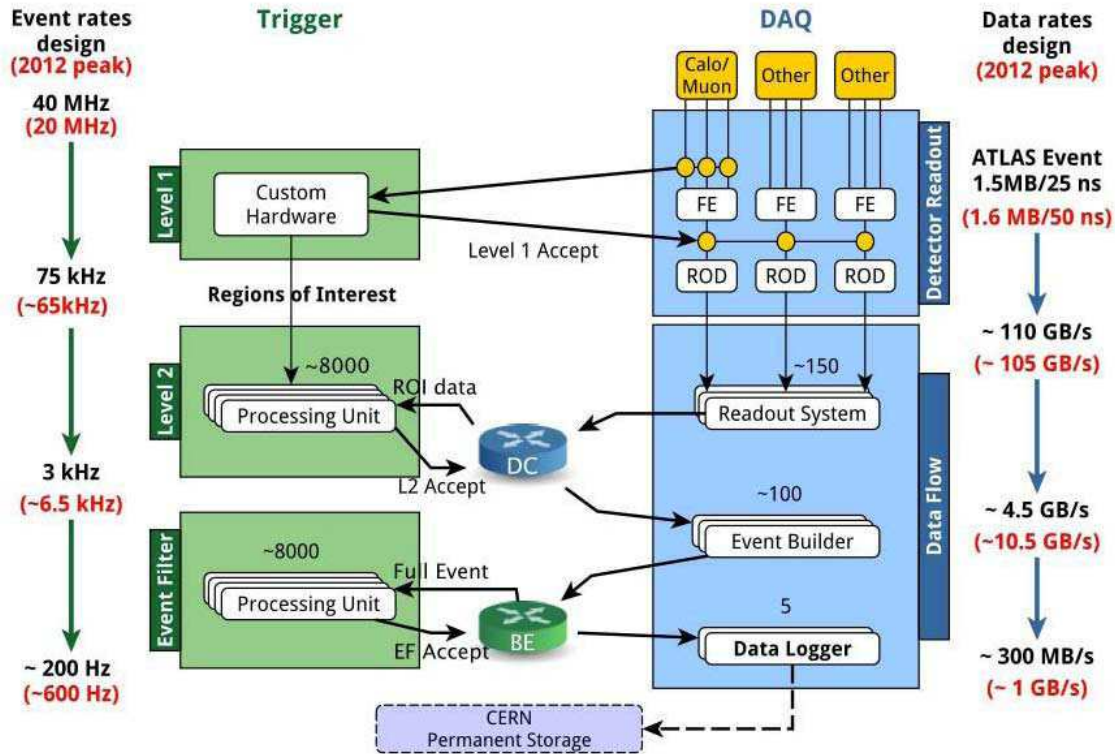 Event rates
design
(2012 peak)
Trigger
DAQ
Data rates
design
(2012 peak)
40 MHz
(20 MHz)
Calo/
Muon
Other
Other
Level 1
Custom
Hardware
FE
FE
FE
Level 1 Accept
ROD
ROD
ROD
Detector Readout
ATLAS Event
1.5MB/25 ns
(1.6 MB/50 ns)
75 kHz
(~65kHz)
Regions of Interest
~ 110 GB/s
(~ 105 GB/s)
Level 2
~8000
Processing Unit
ROI data
L2 Accept
DC
~150
Readout System
3 kHz
(~6.5 kHz)
~100
Event Builder
Data Flow
~ 4.5 GB/s
(~10.5 GB/s)
Event Filter
~8000
Processing Unit
Full Event
EF Accept
BE
5
Data Logger
~ 200 Hz
(~600 Hz)
~ 300 MB/s
(~ 1 GB/s)
CERN
Permanent Storage